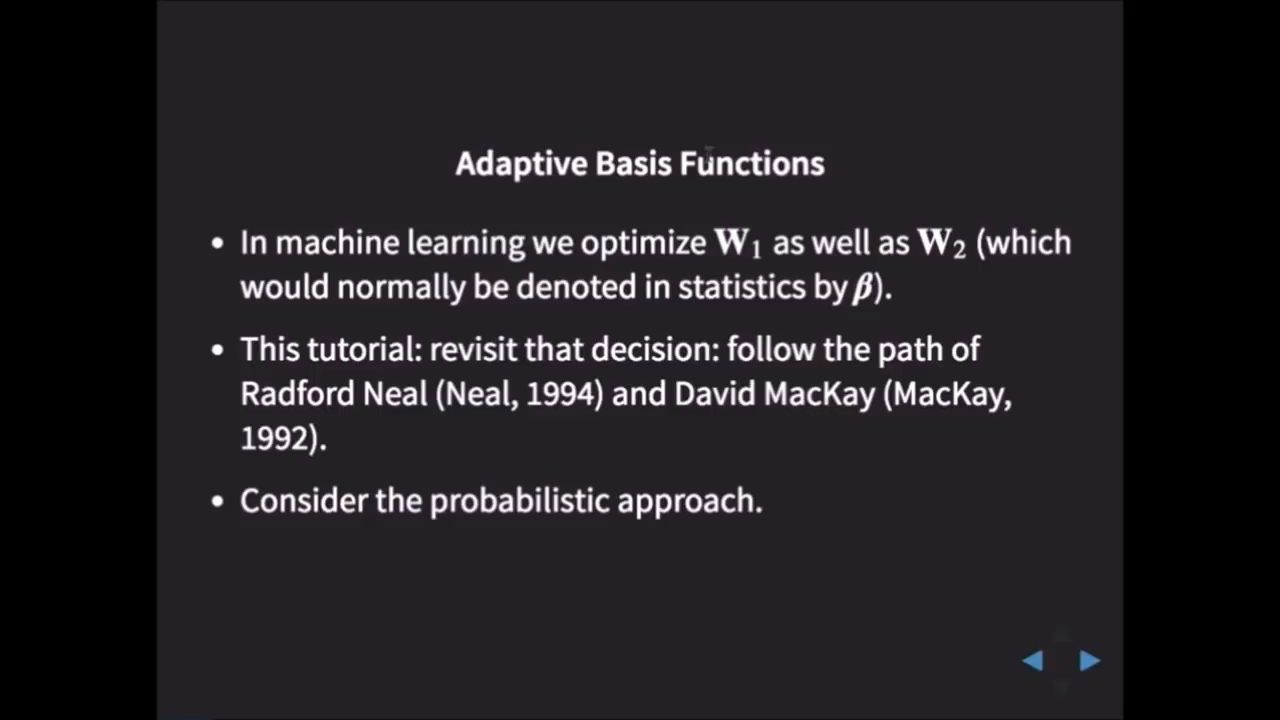 Adaptive Basis Functions
• In machine learning we optimize W₁ as well as W₂ (which
would normally be denoted in statistics by β).
• This tutorial: revisit that decision: follow the path of
Radford Neal (Neal, 1994) and David MacKay (MacKay,
1992).
• Consider the probabilistic approach.